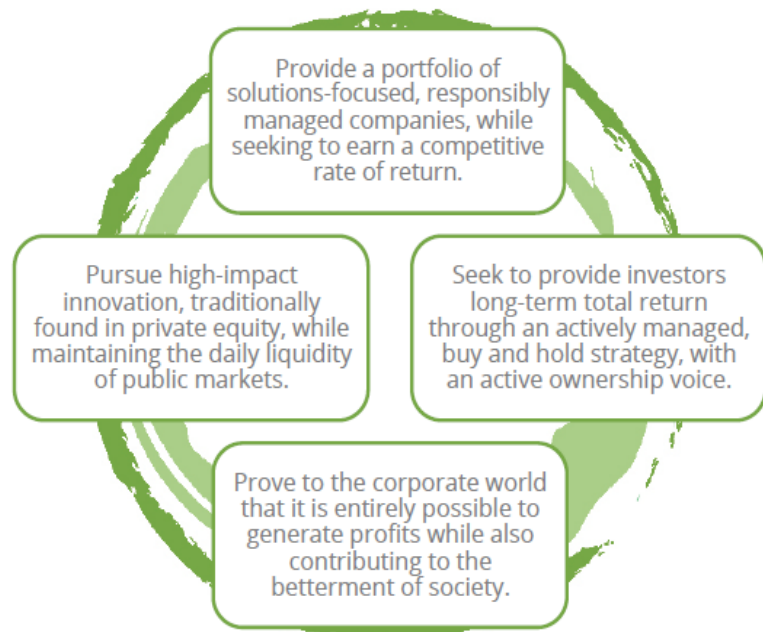 Provide a portfolio of
solutions-focused, responsibly
managed companies, while
seeking to earn a competitive
rate of return.
Pursue high-impact
innovation, traditionally
found in private equity, while
maintaining the daily liquidity
of public markets.
Seek to provide investors
long-term total return
through an actively managed,
buy and hold strategy, with
an active ownership voice.
Prove to the corporate world
that it is entirely possible to
generate profits while also
contributing to the
betterment of society.